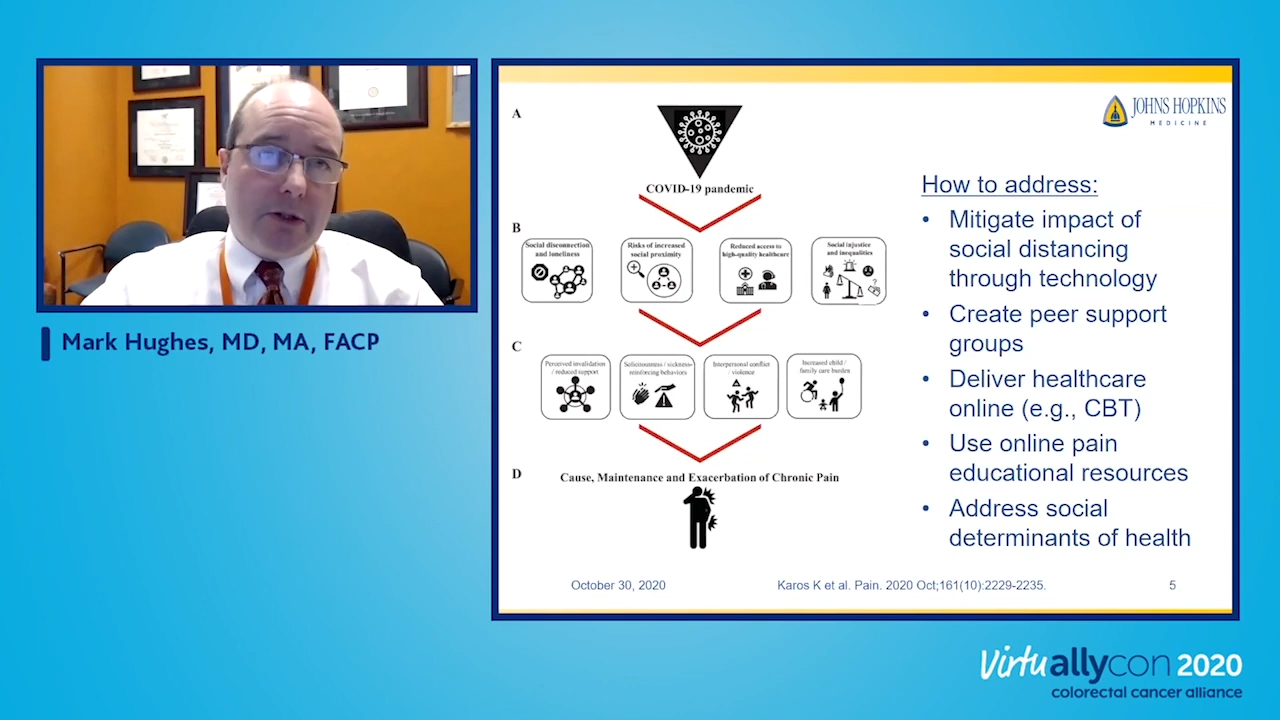 Mark Hughes, MD, MA, FACP
JOHNS HOPKINS
MEDICINE
A
COVID-19 pandemic
B
Social disconnection
and loneliness
Risks of increased
social proximity
Reduced access to
high-quality healthcare
Social injustice
and inequalities
C
Perceived invalidation
/ reduced support
Solicitousness / sickness-
reinforcing behaviors
Interpersonal conflict
/ violence
Increased child /
family care burden
D
Cause, Maintenance and Exacerbation of Chronic Pain
How to address:
• Mitigate impact of
social distancing
through technology
• Create peer support
groups
• Deliver healthcare
online (e.g., CBT)
• Use online pain
educational resources
• Address social
determinants of health
October 30, 2020
Karos K et al. Pain. 2020 Oct;161(10):2229-2235.
5
Virtuallycon 2020
colorectal cancer alliance